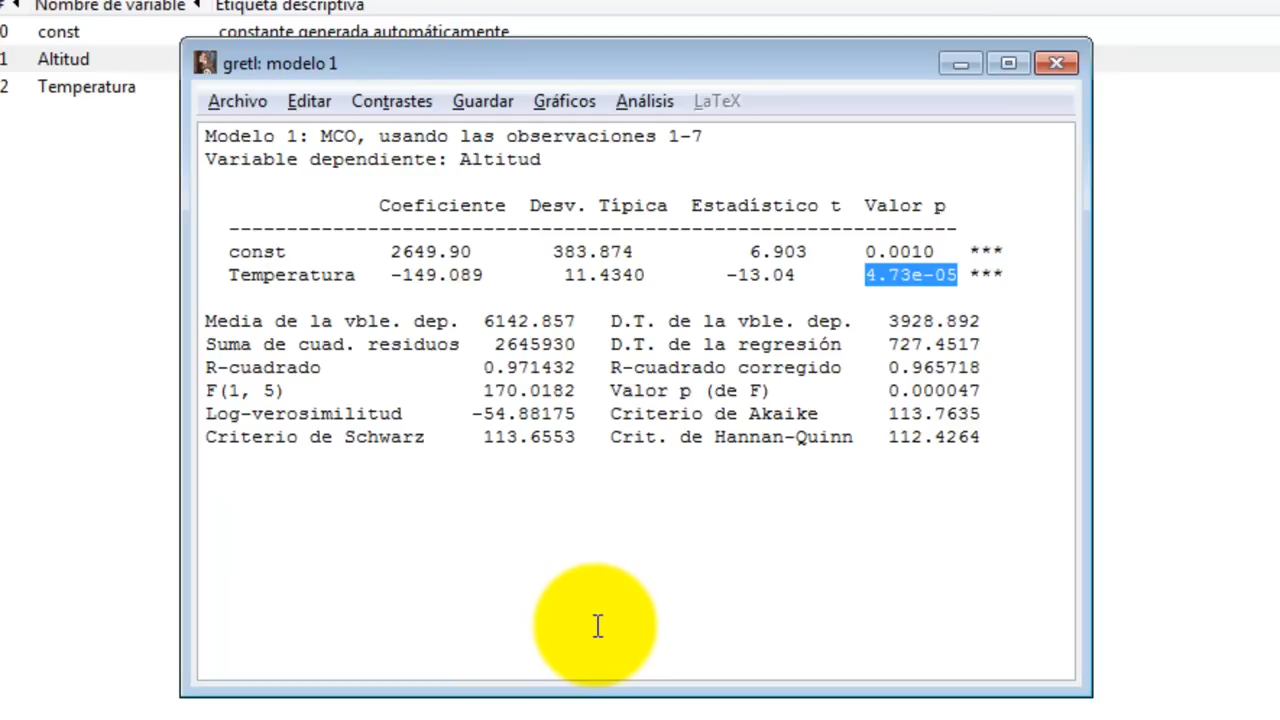 Nombre de variable Etiqueta descriptiva
0 const constante generada automáticamente
1 Altitud
2 Temperatura
gretl: modelo 1
Archivo Editar Contrastes Guardar Gráficos Análisis LaTeX
Modelo 1: MCO, usando las observaciones 1-7
Variable dependiente: Altitud
Coeficiente Desv. Típica Estadístico t Valor p
---------------------------------------------------------------
const 2649.90 383.874 6.903 0.0010 ***
Temperatura -149.089 11.4340 -13.04 4.73e-05 ***
Media de la vble. dep. 6142.857 D.T. de la vble. dep. 3928.892
Suma de cuad. residuos 2645930 D.T. de la regresión 727.4517
R-cuadrado 0.971432 R-cuadrado corregido 0.965718
F(1, 5) 170.0182 Valor p (de F) 0.000047
Log-verosimilitud -54.88175 Criterio de Akaike 113.7635
Criterio de Schwarz 113.6553 Crit. de Hannan-Quinn 112.4264